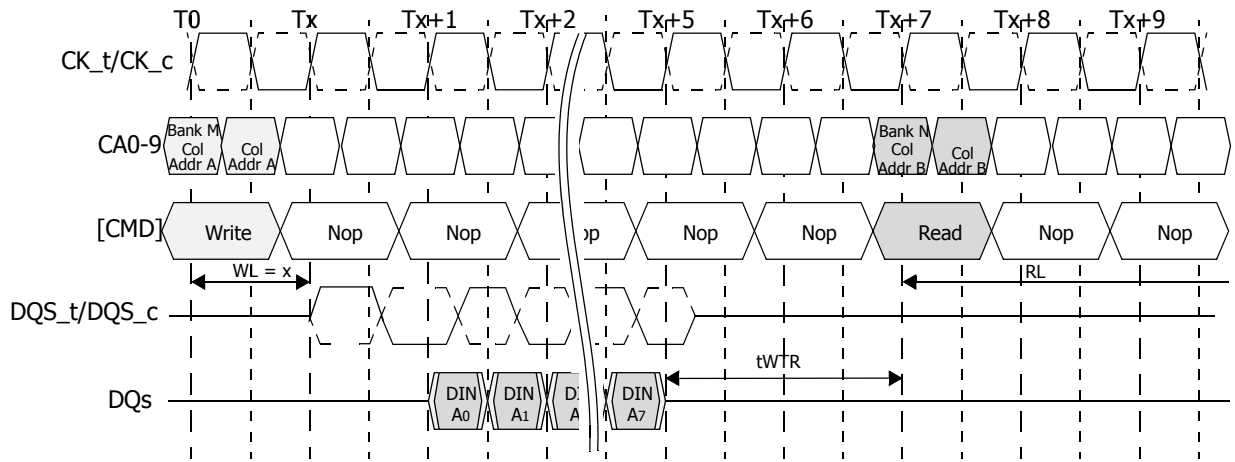 T0 Tx Tx+1 Tx+2 Tx+5 Tx+6 Tx+7 Tx+8 Tx+9
CK_t/CK_c
CA0-9
Bank M
Col
Addr A
Col
Addr A
Bank N
Col
Addr B
Col
Addr B
[CMD] Write Nop Nop op Nop Nop Read Nop Nop
WL = x
RL
DQS_t/DQS_c
tWTR
DQs
DIN
A0
DIN
A1
DIN
A7